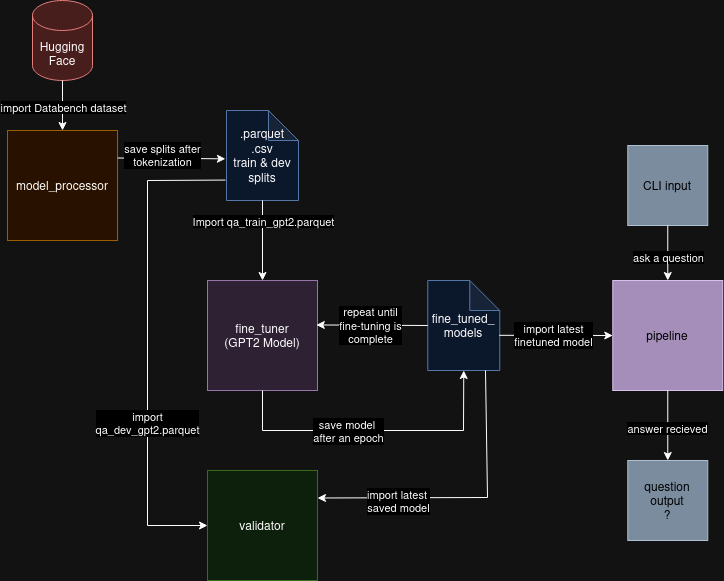 Hugging
Face
import Databench dataset
model_processor
save splits after
tokenization
.parquet
.csv
train & dev
splits
Import qa_train_gpt2.parquet
CLI input
ask a question
fine_tuner
(GPT2 Model)
repeat until
fine-tuning is
complete
fine_tuned_
models
import latest
finetuned model
pipeline
import
qa_dev_gpt2.parquet
save model
after an epoch
answer recieved
validator
import latest
saved model
question
output
?